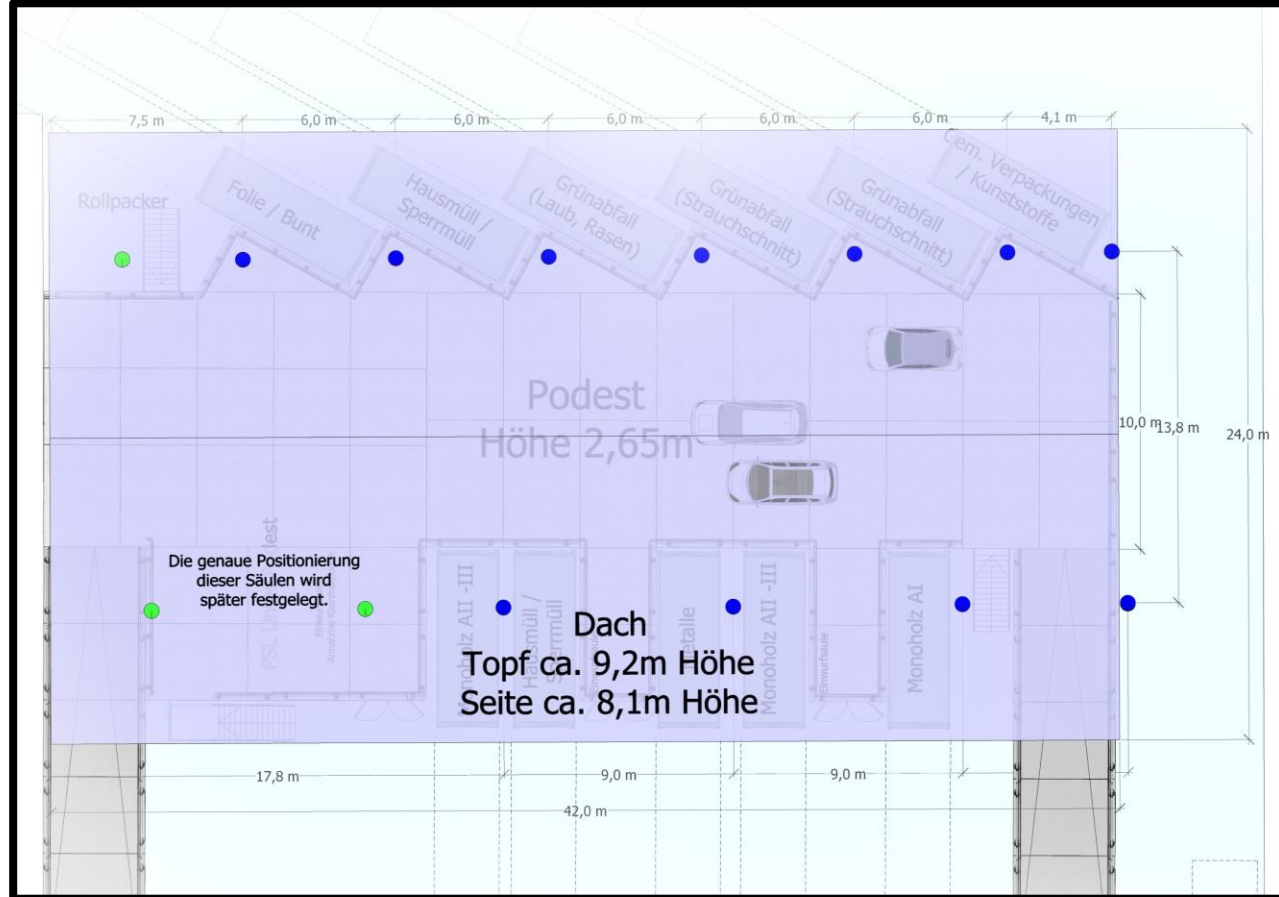 7,5 m
6,0 m
6,0 m
6,0 m
6,0 m
6,0 m
4,1 m
Rollpacker
Folie / Bunt
Hausmüll /
Sperrmüll
Grünabfall
(Laub, Rasen)
Grünabfall
(Strauchschnitt)
Grünabfall
(Strauchschnitt)
Gem. Verpackungen
/ Kunststoffe
Podest
Höhe 2,65m
10,0 m
13,8 m
24,0 m
Die genaue Positionierung
dieser Säulen wird
später festgelegt.
PSL
Monoholz AII -III
Hausmüll /
Sperrmüll
Monoholz AII -III
Einwurfsäule
Monoholz AI
Dach
Topf ca. 9,2m Höhe
Seite ca. 8,1m Höhe
17,8 m
9,0 m
9,0 m
42,0 m